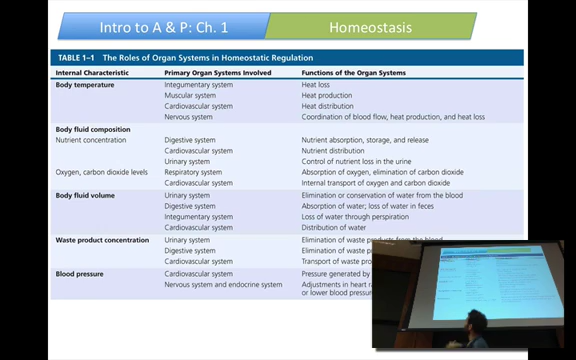 Intro to A & P: Ch. 1
Homeostasis
TABLE 1–1 The Roles of Organ Systems in Homeostatic Regulation
Internal Characteristic Primary Organ Systems Involved Functions of the Organ Systems
Body temperature Integumentary system Heat loss
Muscular system Heat production
Cardiovascular system Heat distribution
Nervous system Coordination of blood flow, heat production, and heat loss
Body fluid composition
Nutrient concentration Digestive system Nutrient absorption, storage, and release
Cardiovascular system Nutrient distribution
Urinary system Control of nutrient loss in the urine
Oxygen, carbon dioxide levels Respiratory system Absorption of oxygen, elimination of carbon dioxide
Cardiovascular system Internal transport of oxygen and carbon dioxide
Body fluid volume Urinary system Elimination or conservation of water from the blood
Digestive system Absorption of water; loss of water in feces
Integumentary system Loss of water through perspiration
Cardiovascular system Distribution of water
Waste product concentration Urinary system Elimination of waste products from the blood
Digestive system Elimination of waste
Cardiovascular system Transport of waste
Blood pressure Cardiovascular system Pressure generated by
Nervous system and endocrine system Adjustments in heart
or lower blood pressure